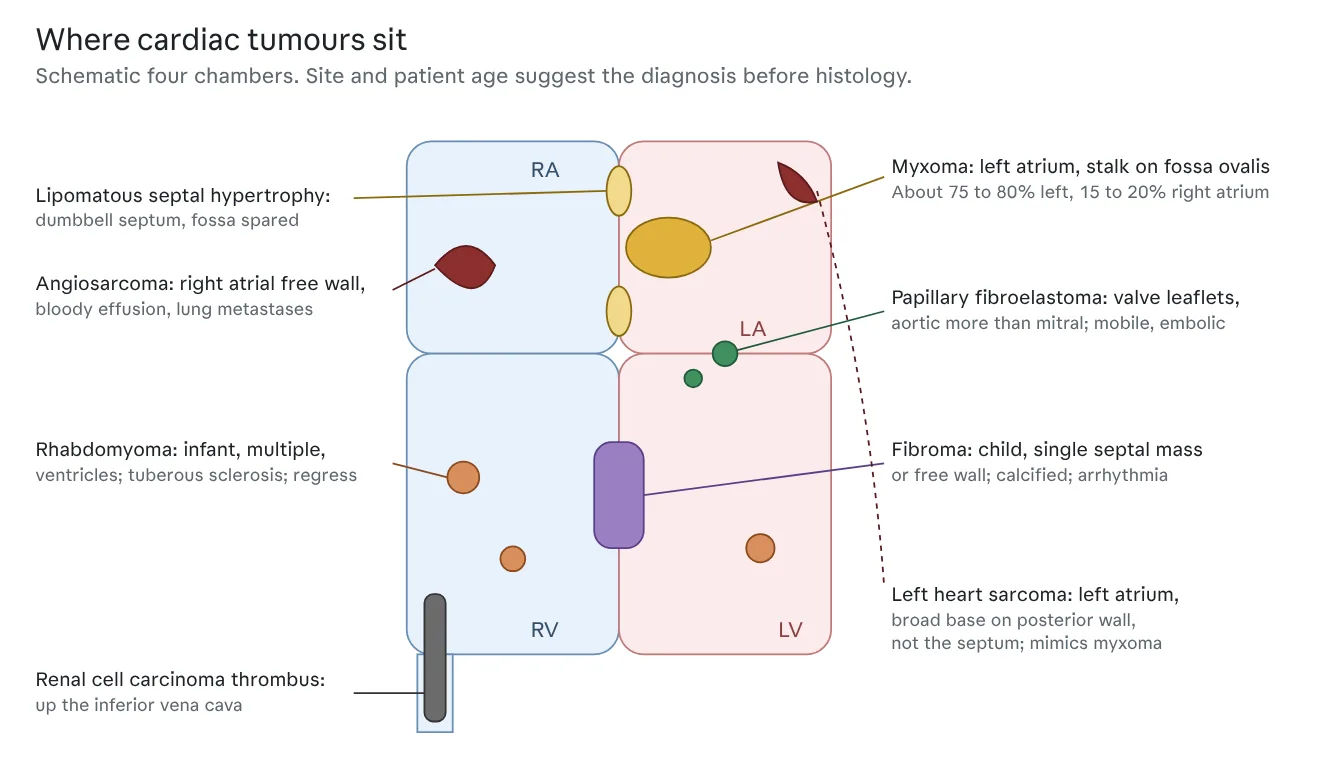 Where cardiac tumours sit
Schematic four chambers. Site and patient age suggest the diagnosis before histology.
Lipomatous septal hypertrophy:
dumbbell septum, fossa spared
Angiosarcoma: right atrial free wall,
bloody effusion, lung metastases
Rhabdomyoma: infant, multiple,
ventricles; tuberous sclerosis; regress
Renal cell carcinoma thrombus:
up the inferior vena cava
RA
LA
RV
LV
Myxoma: left atrium, stalk on fossa ovalis
About 75 to 80% left, 15 to 20% right atrium
Papillary fibroelastoma: valve leaflets,
aortic more than mitral; mobile, embolic
Fibroma: child, single septal mass
or free wall; calcified; arrhythmia
Left heart sarcoma: left atrium,
broad base on posterior wall,
not the septum; mimics myxoma